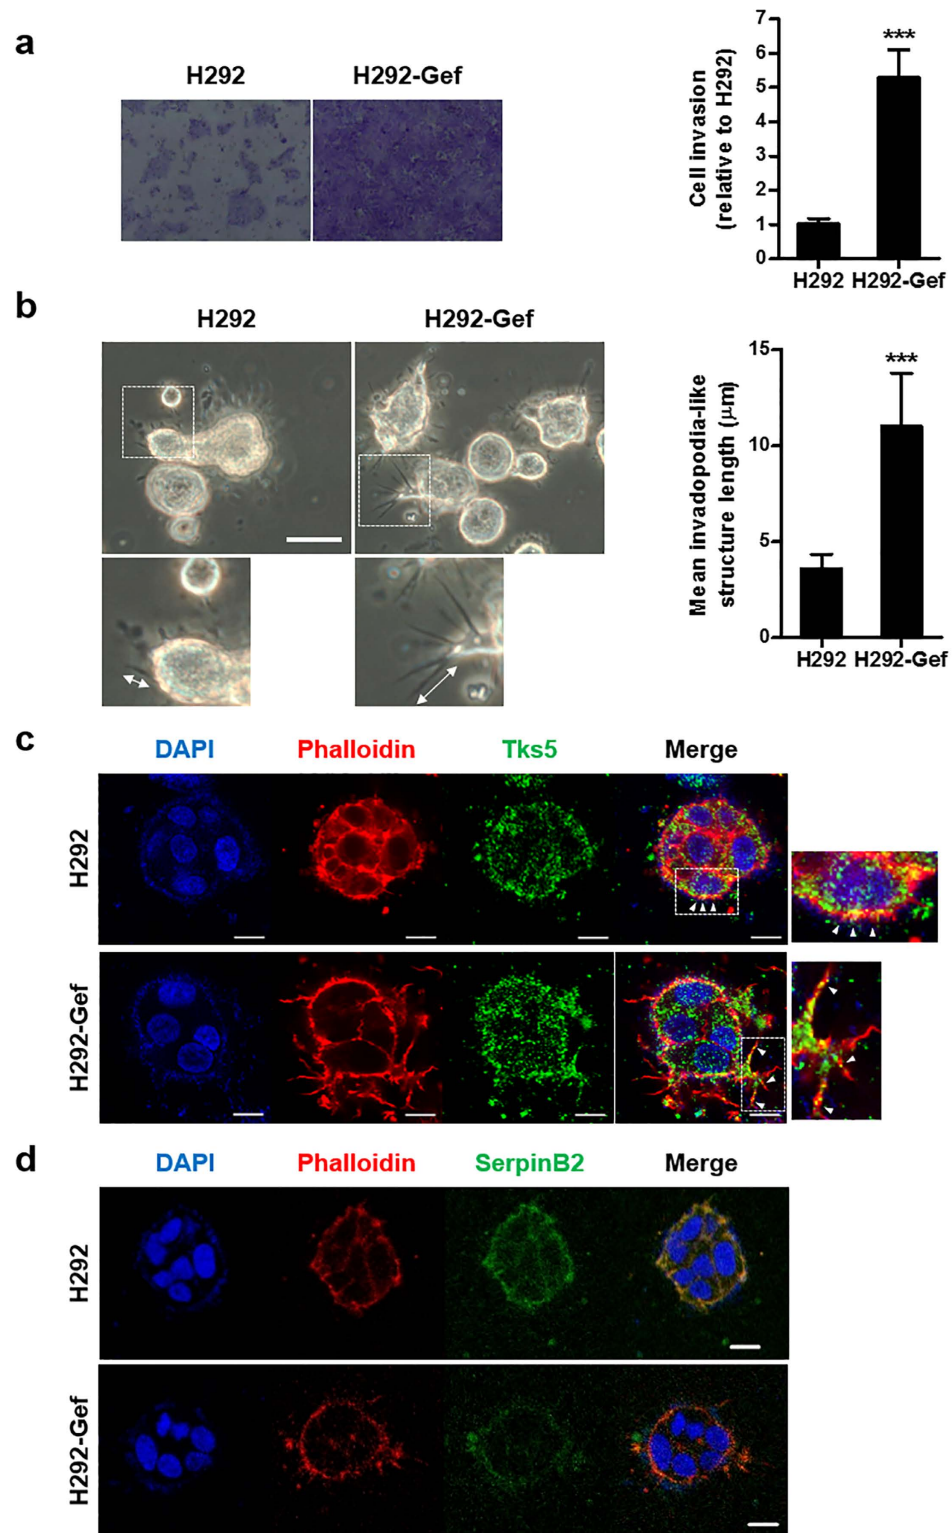 a
H292
H292-Gef
Cell invasion
(relative to H292)
7
6
5
4
3
2
1
0
***
H292
H292-Gef
b
H292
H292-Gef
Mean invadopodia-like
structure length (μm)
15
10
5
0
***
H292
H292-Gef
c
DAPI
Phalloidin
Tks5
Merge
H292
H292-Gef
d
DAPI
Phalloidin
SerpinB2
Merge
H292
H292-Gef